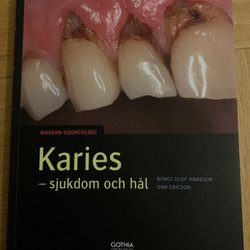 MODERN ODONTOLOGI
Karies
– sjukdom och hål
BENGT OLOF HANSSON
DAN ERICSON
GOTHIA